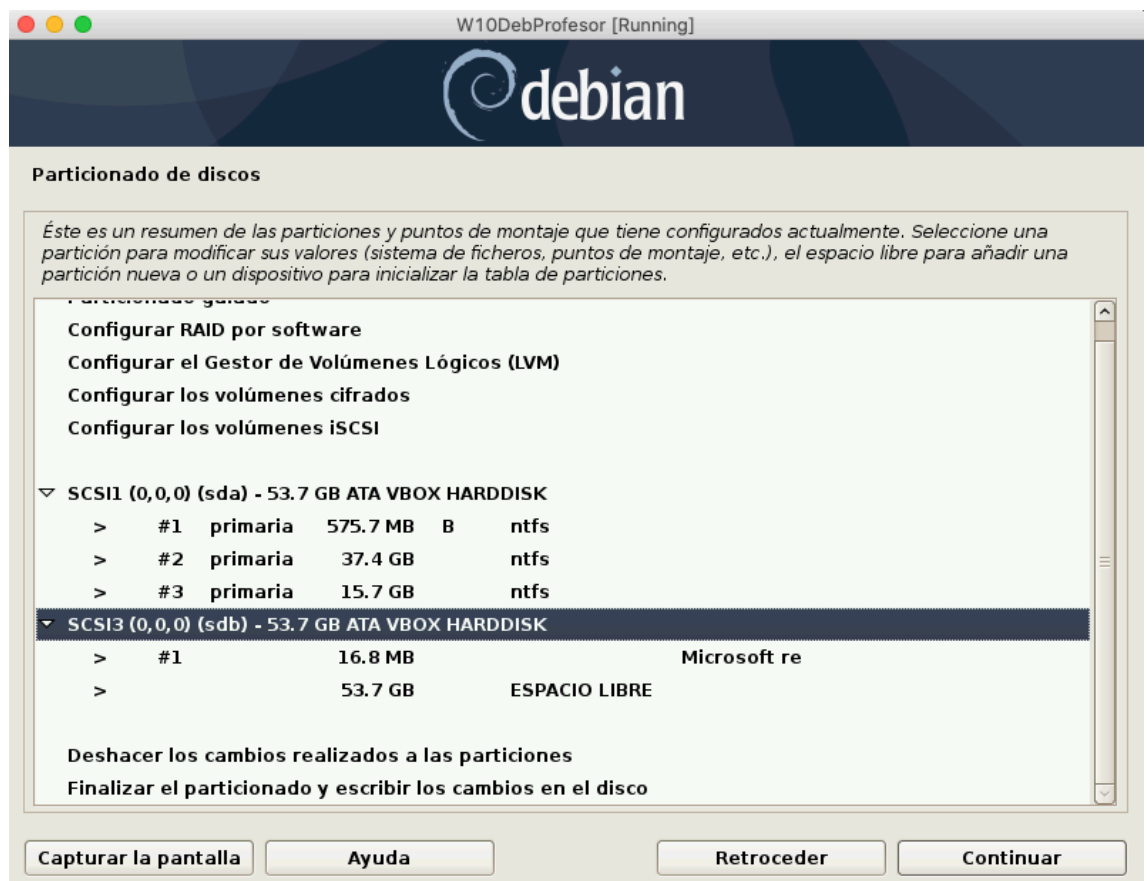 W10DebProfesor [Running]
debian
Particionado de discos
Éste es un resumen de las particiones y puntos de montaje que tiene configurados actualmente. Seleccione una
partición para modificar sus valores (sistema de ficheros, puntos de montaje, etc.), el espacio libre para añadir una
partición nueva o un dispositivo para inicializar la tabla de particiones.
Particionado guiado
Configurar RAID por software
Configurar el Gestor de Volúmenes Lógicos (LVM)
Configurar los volúmenes cifrados
Configurar los volúmenes iSCSI
SCSI1 (0,0,0) (sda) - 53.7 GB ATA VBOX HARDDISK
> #1 primaria 575.7 MB B ntfs
> #2 primaria 37.4 GB ntfs
> #3 primaria 15.7 GB ntfs
SCSI3 (0,0,0) (sdb) - 53.7 GB ATA VBOX HARDDISK
> #1 16.8 MB Microsoft re
> 53.7 GB ESPACIO LIBRE
Deshacer los cambios realizados a las particiones
Finalizar el particionado y escribir los cambios en el disco
Capturar la pantalla Ayuda Retroceder Continuar